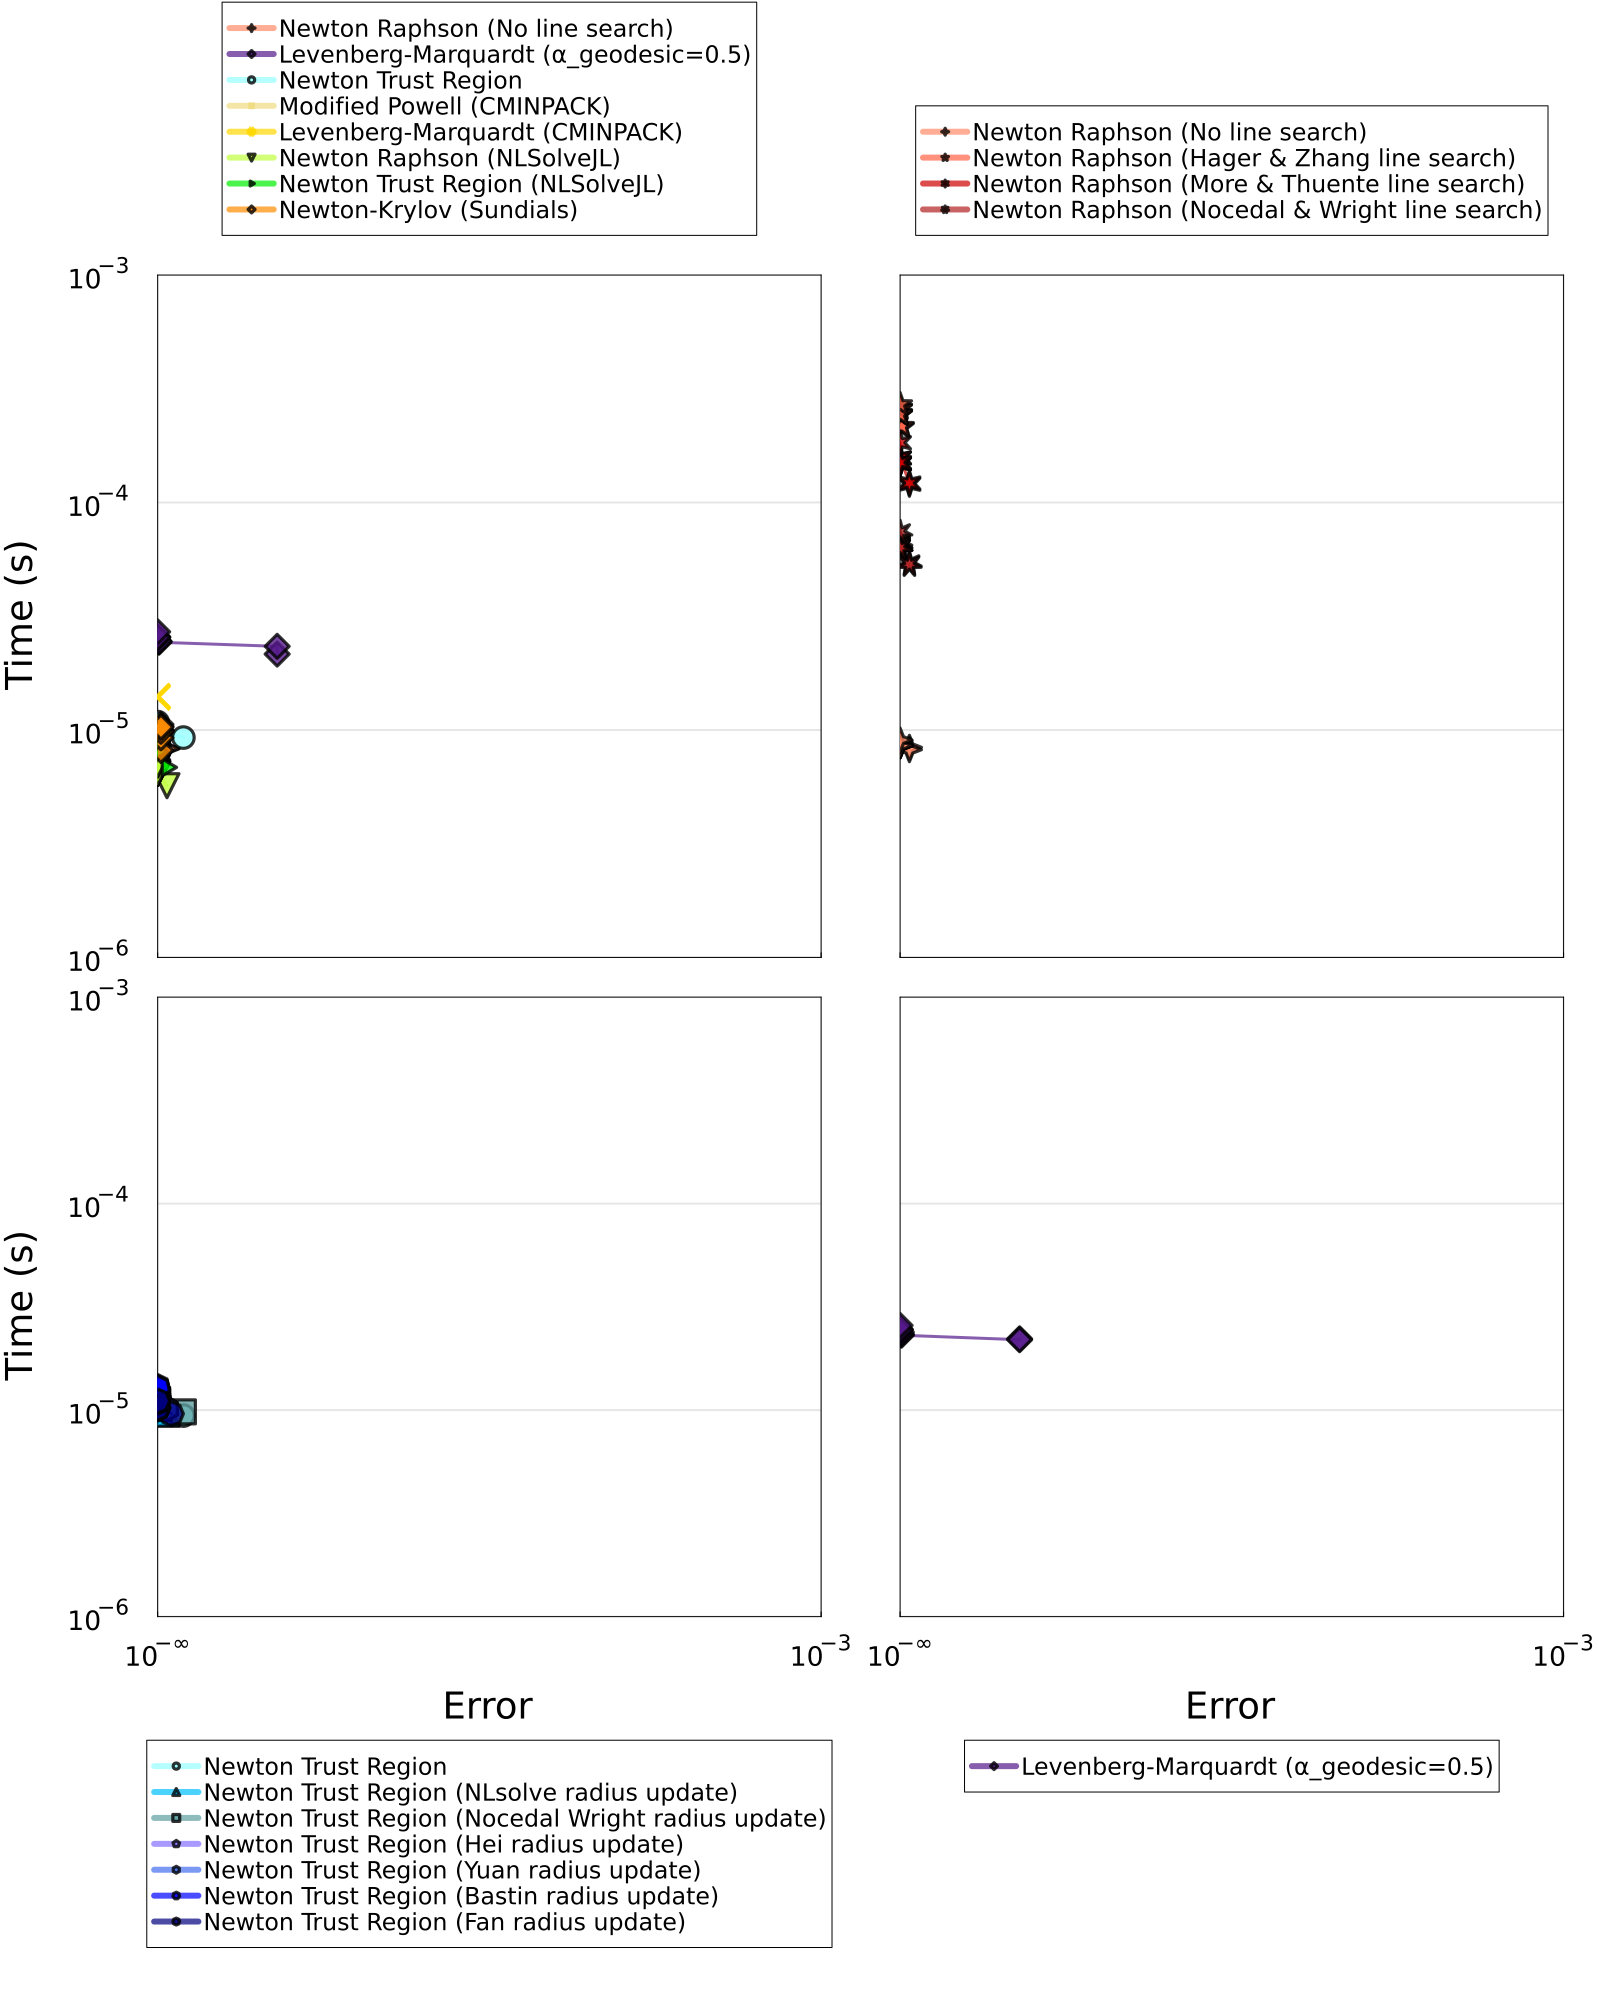 Newton Raphson (No line search)
Levenberg-Marquardt (α_geodesic=0.5)
Newton Trust Region
Modified Powell (CMINPACK)
Levenberg-Marquardt (CMINPACK)
Newton Raphson (NLSolveJL)
Newton Trust Region (NLSolveJL)
Newton-Krylov (Sundials)
Newton Raphson (No line search)
Newton Raphson (Hager & Zhang line search)
Newton Raphson (More & Thuente line search)
Newton Raphson (Nocedal & Wright line search)
10⁻³
10⁻⁴
10⁻⁵
10⁻⁶
Time (s)
10⁻³
10⁻⁴
10⁻⁵
10⁻⁶
Time (s)
10^−∞
10⁻³
10^−∞
10⁻³
Error
Error
Newton Trust Region
Newton Trust Region (NLsolve radius update)
Newton Trust Region (Nocedal Wright radius update)
Newton Trust Region (Hei radius update)
Newton Trust Region (Yuan radius update)
Newton Trust Region (Bastin radius update)
Newton Trust Region (Fan radius update)
Levenberg-Marquardt (α_geodesic=0.5)